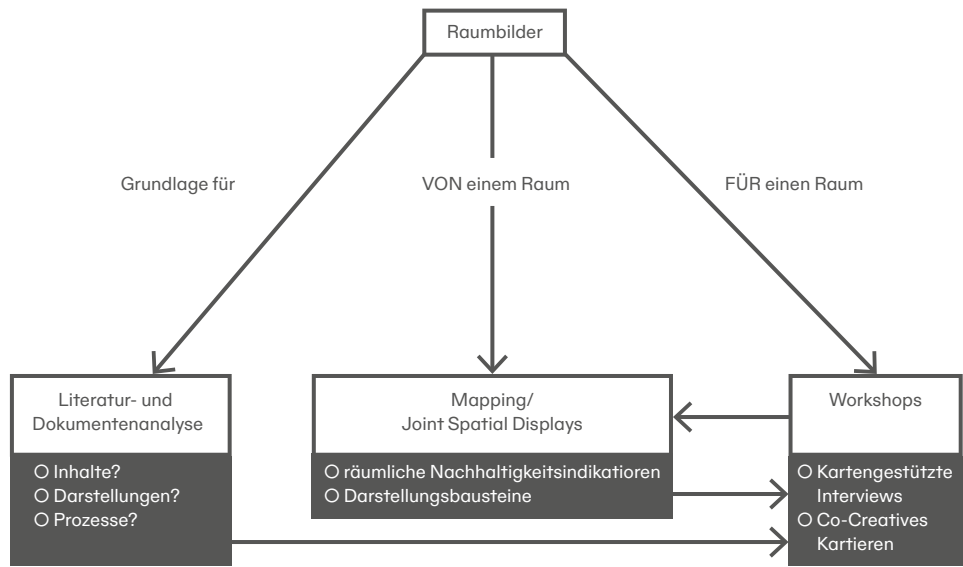 Raumbilder
Grundlage für
VON einem Raum
FÜR einen Raum
Literatur- und
Dokumentenanalyse
○ Inhalte?
○ Darstellungen?
○ Prozesse?
Mapping/
Joint Spatial Displays
○ räumliche Nachhaltigkeitsindikatioren
○ Darstellungsbausteine
Workshops
○ Kartengestützte
Interviews
○ Co-Creatives
Kartieren